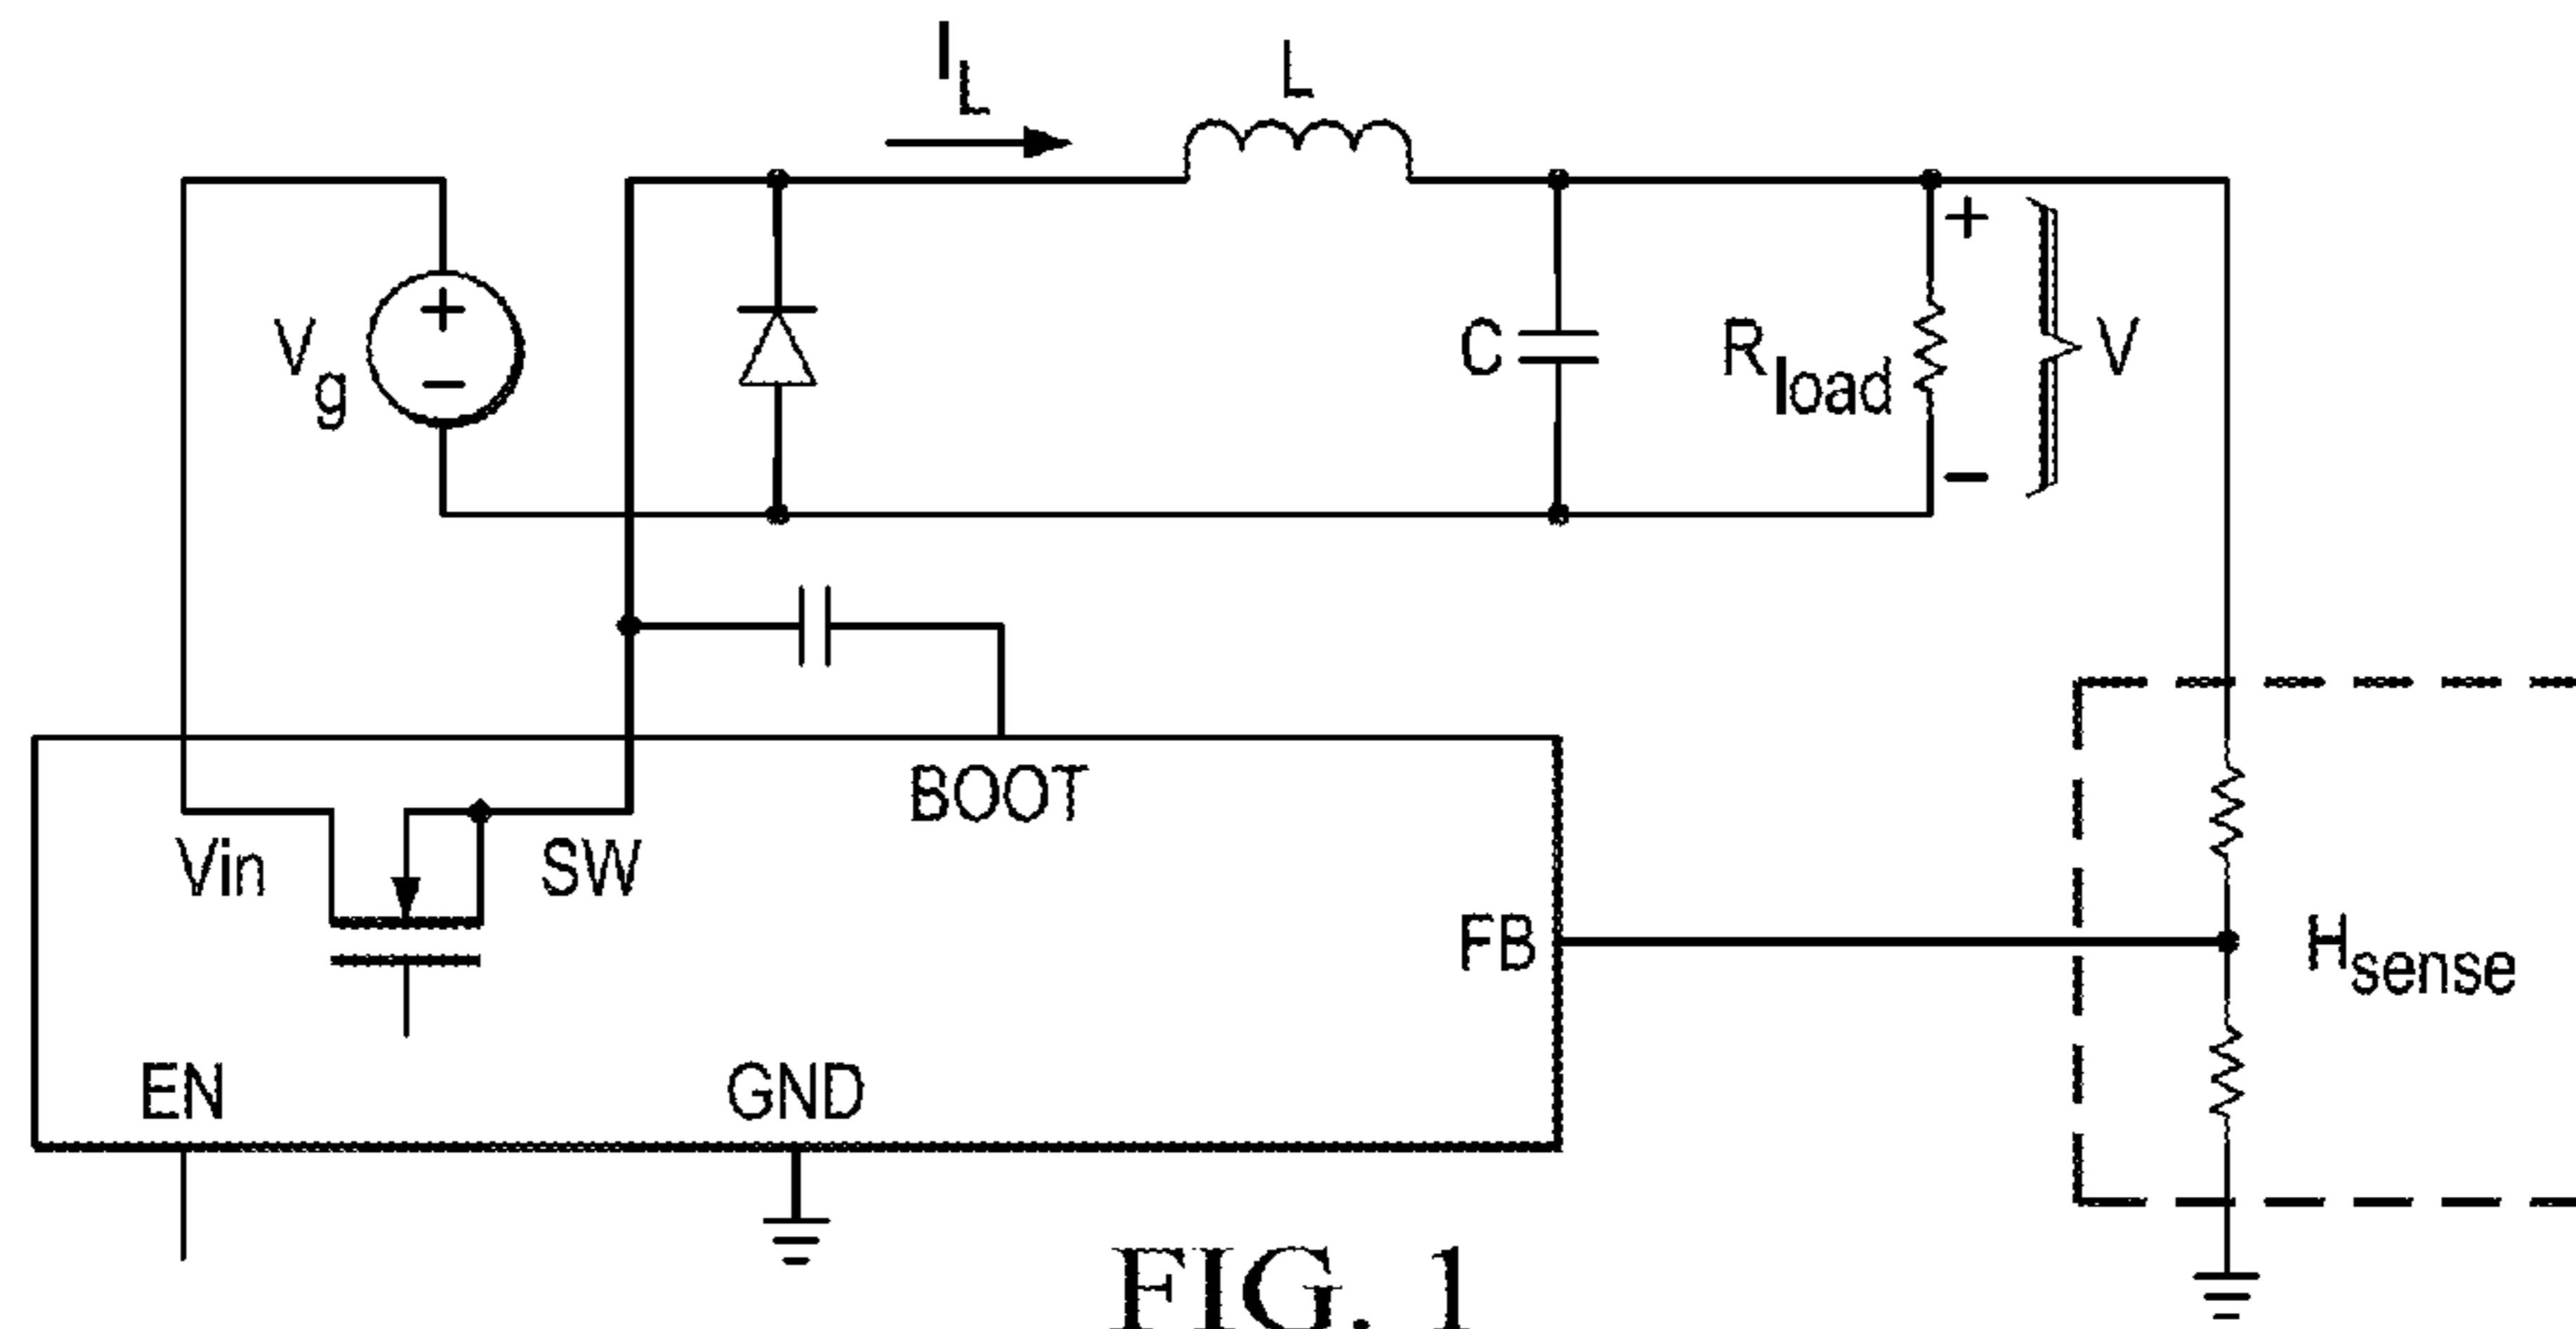 I_L
L
+
V_g
+
−
C
R_load
V
−
BOOT
Vin
SW
FB
H_sense
EN
GND
FIG. 1